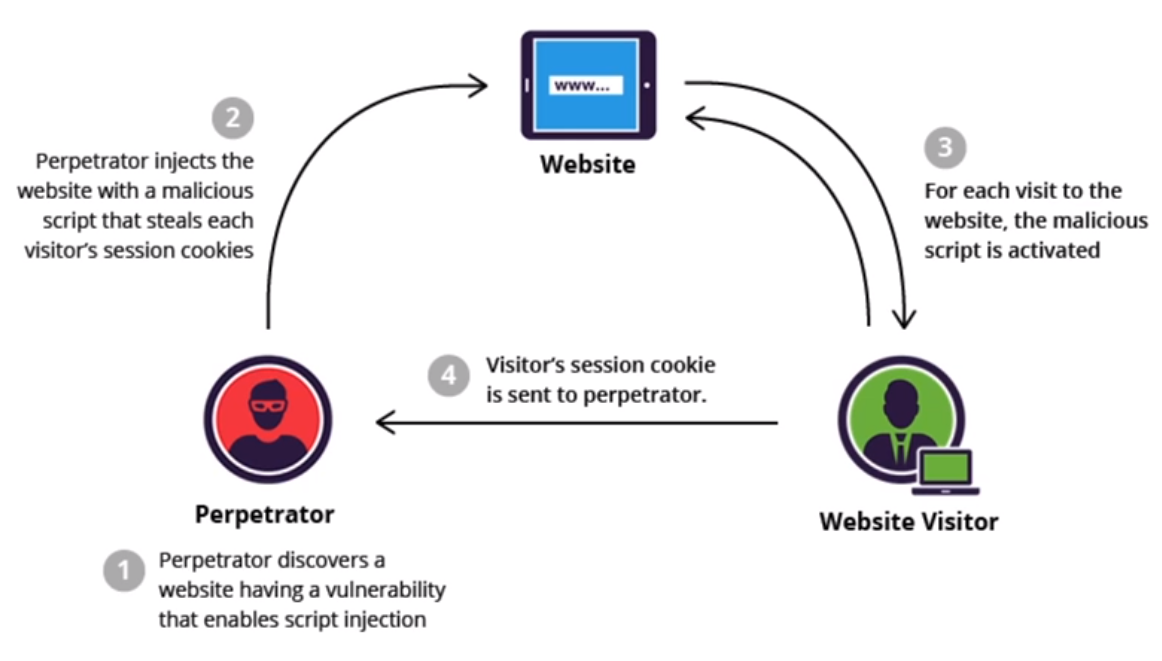 www...
Website
2
Perpetrator injects the
website with a malicious
script that steals each
visitor's session cookies
3
For each visit to the
website, the malicious
script is activated
4
Visitor's session cookie
is sent to perpetrator.
Perpetrator
Website Visitor
1
Perpetrator discovers a
website having a vulnerability
that enables script injection